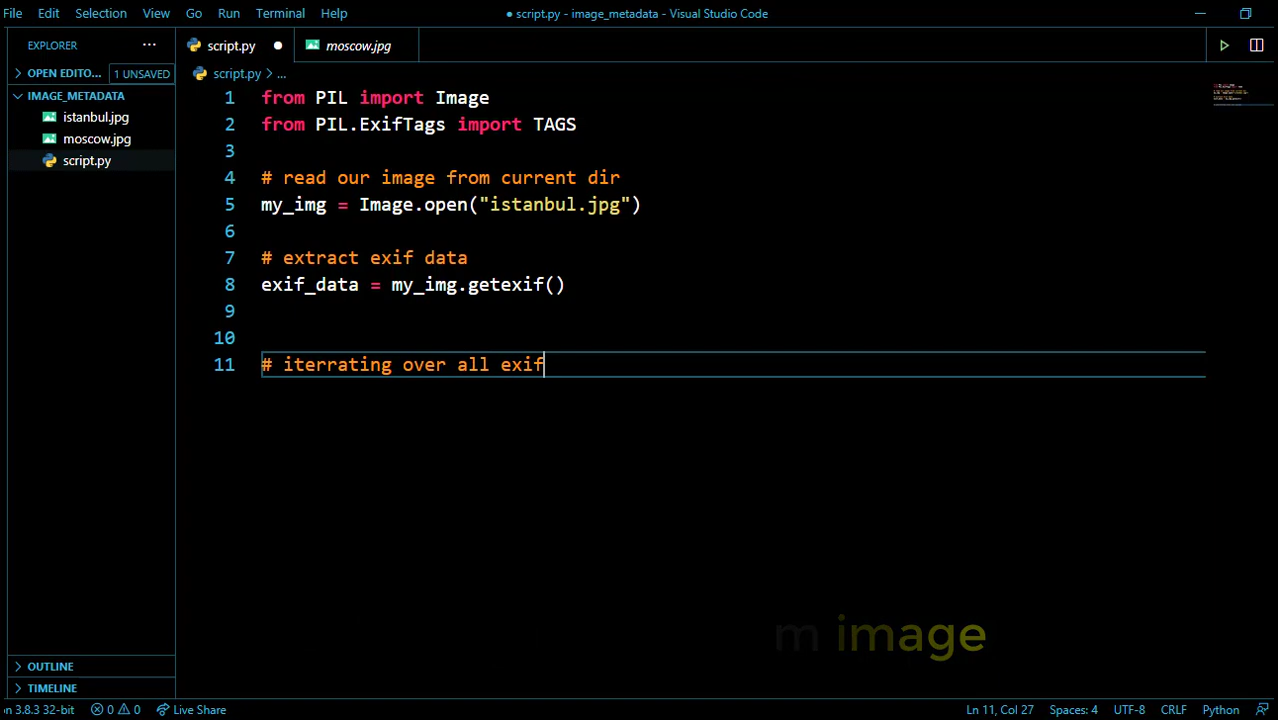 File Edit Selection View Go Run Terminal Help
● script.py - image_metadata - Visual Studio Code
EXPLORER ...
script.py ●
moscow.jpg
OPEN EDITO... 1 UNSAVED
script.py > ...
IMAGE_METADATA
istanbul.jpg
moscow.jpg
script.py
1 from PIL import Image
2 from PIL.ExifTags import TAGS
3
4 # read our image from current dir
5 my_img = Image.open("istanbul.jpg")
6
7 # extract exif data
8 exif_data = my_img.getexif()
9
10
11 # iterrating over all exif
m image
OUTLINE
TIMELINE
n 3.8.3 32-bit 0 0 Live Share Ln 11, Col 27 Spaces: 4 UTF-8 CRLF Python